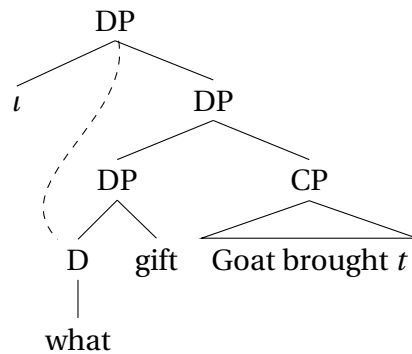 DP
ι DP
DP CP
D gift Goat brought t
what